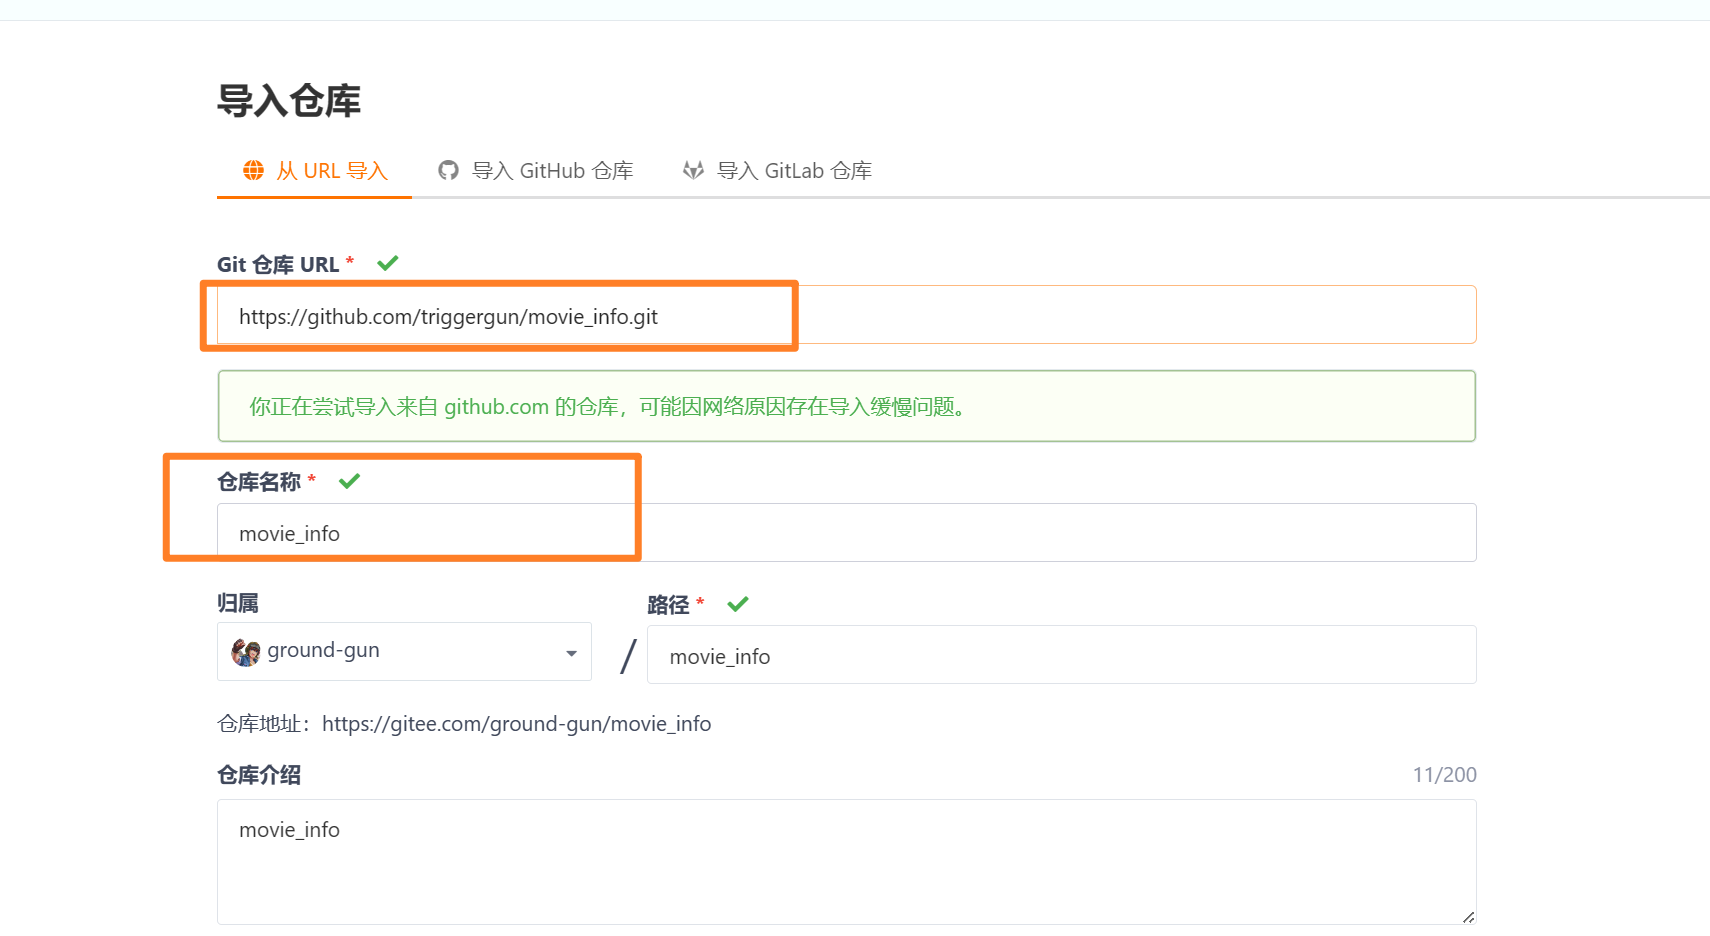 导入仓库
从 URL 导入 导入 GitHub 仓库 导入 GitLab 仓库
Git 仓库 URL *
https://github.com/triggergun/movie_info.git
你正在尝试导入来自 github.com 的仓库，可能因网络原因存在导入缓慢问题。
仓库名称 *
movie_info
归属 路径 *
ground-gun / movie_info
仓库地址：https://gitee.com/ground-gun/movie_info
仓库介绍 11/200
movie_info